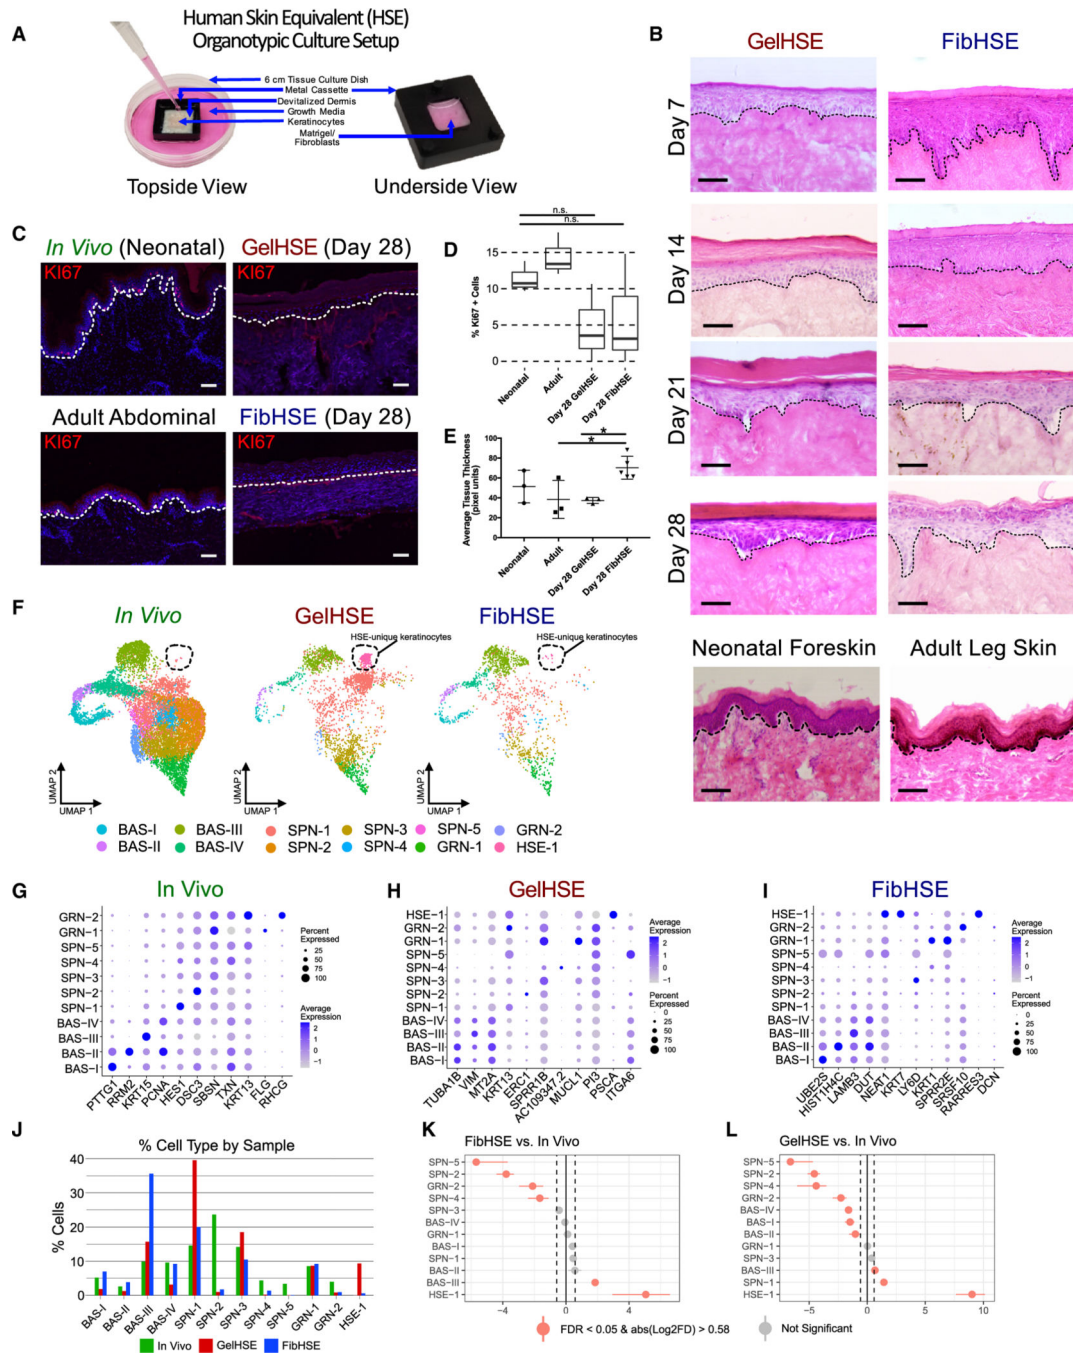 A
Human Skin Equivalent (HSE)
Organotypic Culture Setup
6 cm Tissue Culture Dish
Metal Cassette
Devitalized Dermis
Growth Media
Keratinocytes
Matrigel/
Fibroblasts
Topside View
Underside View
B
GelHSE
FibHSE
Day 7
Day 14
Day 21
Day 28
Neonatal Foreskin
Adult Leg Skin
C
In Vivo (Neonatal)
GelHSE (Day 28)
KI67
KI67
Adult Abdominal
FibHSE (Day 28)
KI67
KI67
D
n.s.
n.s.
% Ki67 + Cells
15
10
5
0
Neonatal
Adult
Day 28 GelHSE
Day 28 FibHSE
E
*
*
Average Tissue Thickness
(pixel units)
100
80
60
40
20
0
Neonatal
Adult
Day 28 GelHSE
Day 28 FibHSE
F
In Vivo
GelHSE
FibHSE
HSE-unique keratinocytes
HSE-unique keratinocytes
UMAP 2
UMAP 1
UMAP 2
UMAP 1
UMAP 2
UMAP 1
BAS-I
BAS-III
SPN-1
SPN-3
SPN-5
GRN-2
BAS-II
BAS-IV
SPN-2
SPN-4
GRN-1
HSE-1
G
In Vivo
GRN-2
GRN-1
SPN-5
SPN-4
SPN-3
SPN-2
SPN-1
BAS-IV
BAS-III
BAS-II
BAS-I
PTTG1
RRM2
KRT15
PCNA
HES1
DSC3
SBSN
TXN
KRT13
FLG
RHCG
Percent
Expressed
25
50
75
100
Average
Expression
2
1
0
-1
H
GelHSE
HSE-1
GRN-2
GRN-1
SPN-5
SPN-4
SPN-3
SPN-2
SPN-1
BAS-IV
BAS-III
BAS-II
BAS-I
TUBA1B
VIM
MT2A
KRT13
ERC1
SPRR1B
AC109347.2
MUCL1
PI3
PSCA
ITGA6
Average
Expression
2
1
0
-1
Percent
Expressed
0
25
50
75
100
I
FibHSE
HSE-1
GRN-2
GRN-1
SPN-5
SPN-4
SPN-3
SPN-2
SPN-1
BAS-IV
BAS-III
BAS-II
BAS-I
UBE2S
HIST1H4C
LAMB3
DUT
NEAT1
KRT7
LY6D
KRT1
SPRR2E
SRSF10
RARRES3
DCN
Average
Expression
2
1
0
-1
Percent
Expressed
0
25
50
75
100
J
% Cell Type by Sample
% Cells
40
30
20
10
0
BAS-I
BAS-II
BAS-III
BAS-IV
SPN-1
SPN-2
SPN-3
SPN-4
SPN-5
GRN-1
GRN-2
HSE-1
In Vivo
GelHSE
FibHSE
K
FibHSE vs. In Vivo
SPN-5
SPN-2
GRN-2
SPN-4
SPN-3
BAS-IV
GRN-1
BAS-I
SPN-1
BAS-II
BAS-III
HSE-1
-4
0
4
L
GelHSE vs. In Vivo
SPN-5
SPN-2
SPN-4
GRN-2
BAS-IV
BAS-I
BAS-II
GRN-1
SPN-3
BAS-III
SPN-1
HSE-1
-5
0
5
10
FDR < 0.05 & abs(Log2FD) > 0.58
Not Significant